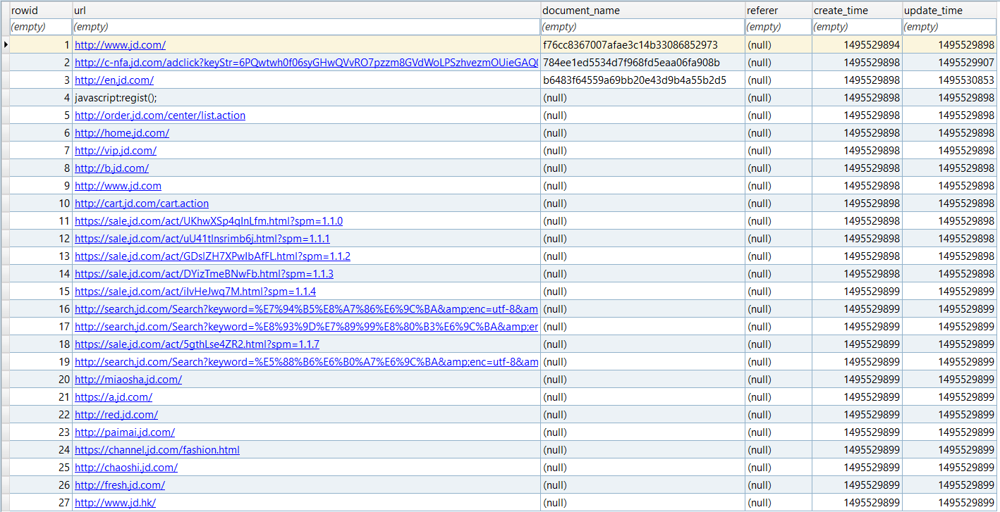 rowid url document_name referer create_time update_time
(empty) (empty) (empty) (empty) (empty) (empty)
1 http://www.jd.com/ f76cc8367007afae3c14b33086852973 (null) 1495529894 1495529898
2 http://c-nfa.jd.com/adclick?keyStr=6PQwtwh0f06syGHwQVvRO7pzzm8GVdWoLPSzhvezmOUieGAQ0 784ee1ed5534d7f968fd5eaa06fa908b (null) 1495529898 1495529907
3 http://en.jd.com/ b6483f64559a69bb20e43d9b4a55b2d5 (null) 1495529898 1495530853
4 javascript:regist(); (null) (null) 1495529898 1495529898
5 http://order.jd.com/center/list.action (null) (null) 1495529898 1495529898
6 http://home.jd.com/ (null) (null) 1495529898 1495529898
7 http://vip.jd.com/ (null) (null) 1495529898 1495529898
8 http://b.jd.com/ (null) (null) 1495529898 1495529898
9 http://www.jd.com (null) (null) 1495529898 1495529898
10 http://cart.jd.com/cart.action (null) (null) 1495529898 1495529898
11 https://sale.jd.com/act/UKhwXSp4qlnLfm.html?spm=1.1.0 (null) (null) 1495529898 1495529898
12 https://sale.jd.com/act/uU41tlnsrimb6j.html?spm=1.1.1 (null) (null) 1495529898 1495529898
13 https://sale.jd.com/act/GDslZH7XPwIbAfFL.html?spm=1.1.2 (null) (null) 1495529898 1495529898
14 https://sale.jd.com/act/DYizTmeBNwFb.html?spm=1.1.3 (null) (null) 1495529898 1495529898
15 https://sale.jd.com/act/iIvHeJwq7M.html?spm=1.1.4 (null) (null) 1495529899 1495529899
16 http://search.jd.com/Search?keyword=%E7%94%B5%E8%A7%86%E6%9C%BA&amp;enc=utf-8&am (null) (null) 1495529899 1495529899
17 http://search.jd.com/Search?keyword=%E8%93%9D%E7%89%99%E8%80%B3%E6%9C%BA&amp;er (null) (null) 1495529899 1495529899
18 https://sale.jd.com/act/5gthLse4ZR2.html?spm=1.1.7 (null) (null) 1495529899 1495529899
19 http://search.jd.com/Search?keyword=%E5%88%B6%E6%B0%A7%E6%9C%BA&amp;enc=utf-8&am (null) (null) 1495529899 1495529899
20 http://miaosha.jd.com/ (null) (null) 1495529899 1495529899
21 https://a.jd.com/ (null) (null) 1495529899 1495529899
22 http://red.jd.com/ (null) (null) 1495529899 1495529899
23 http://paimai.jd.com/ (null) (null) 1495529899 1495529899
24 https://channel.jd.com/fashion.html (null) (null) 1495529899 1495529899
25 http://chaoshi.jd.com/ (null) (null) 1495529899 1495529899
26 http://fresh.jd.com/ (null) (null) 1495529899 1495529899
27 http://www.jd.hk/ (null) (null) 1495529899 1495529899